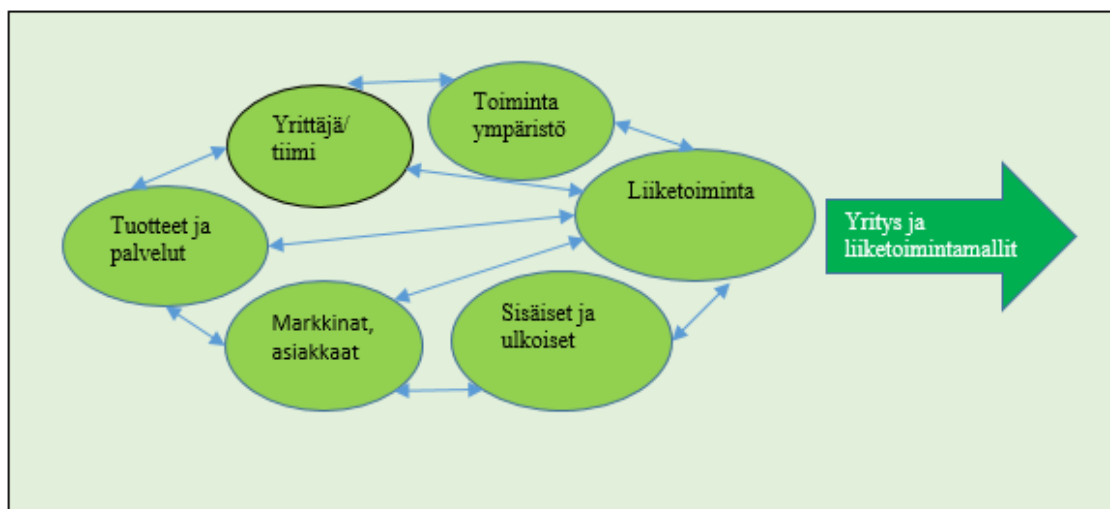 Yrittäjä/
tiimi
Toiminta
ympäristö
Liiketoiminta
Tuotteet ja
palvelut
Markkinat,
asiakkaat
Sisäiset ja
ulkoiset
Yritys ja
liiketoimintamallit